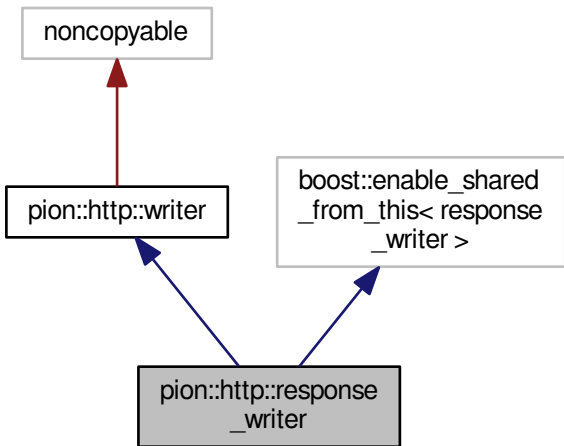 noncopyable
pion::http::writer
boost::enable_shared
_from_this< response
_writer >
pion::http::response
_writer